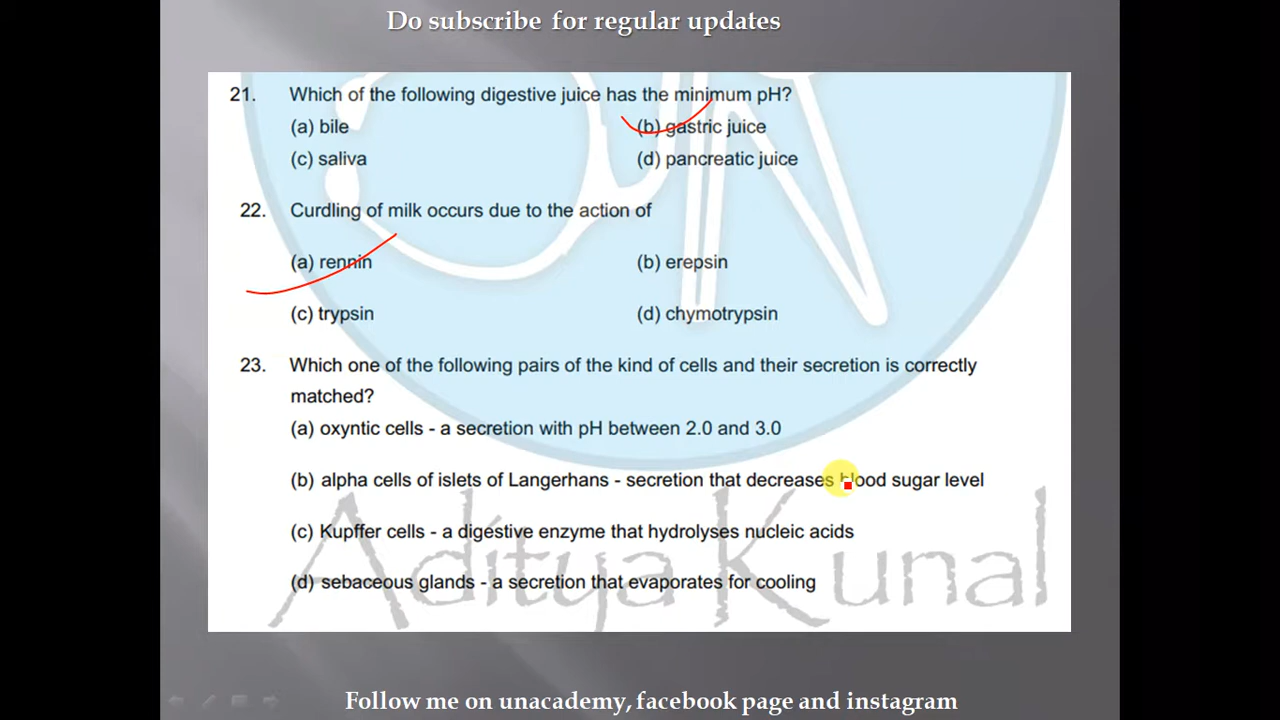 Do subscribe for regular updates
21. Which of the following digestive juice has the minimum pH?
(a) bile (b) gastric juice
(c) saliva (d) pancreatic juice
22. Curdling of milk occurs due to the action of
(a) rennin (b) erepsin
(c) trypsin (d) chymotrypsin
23. Which one of the following pairs of the kind of cells and their secretion is correctly
matched?
(a) oxyntic cells - a secretion with pH between 2.0 and 3.0
(b) alpha cells of islets of Langerhans - secretion that decreases blood sugar level
(c) Kupffer cells - a digestive enzyme that hydrolyses nucleic acids
(d) sebaceous glands - a secretion that evaporates for cooling
Aditya Kunal
Follow me on unacademy, facebook page and instagram